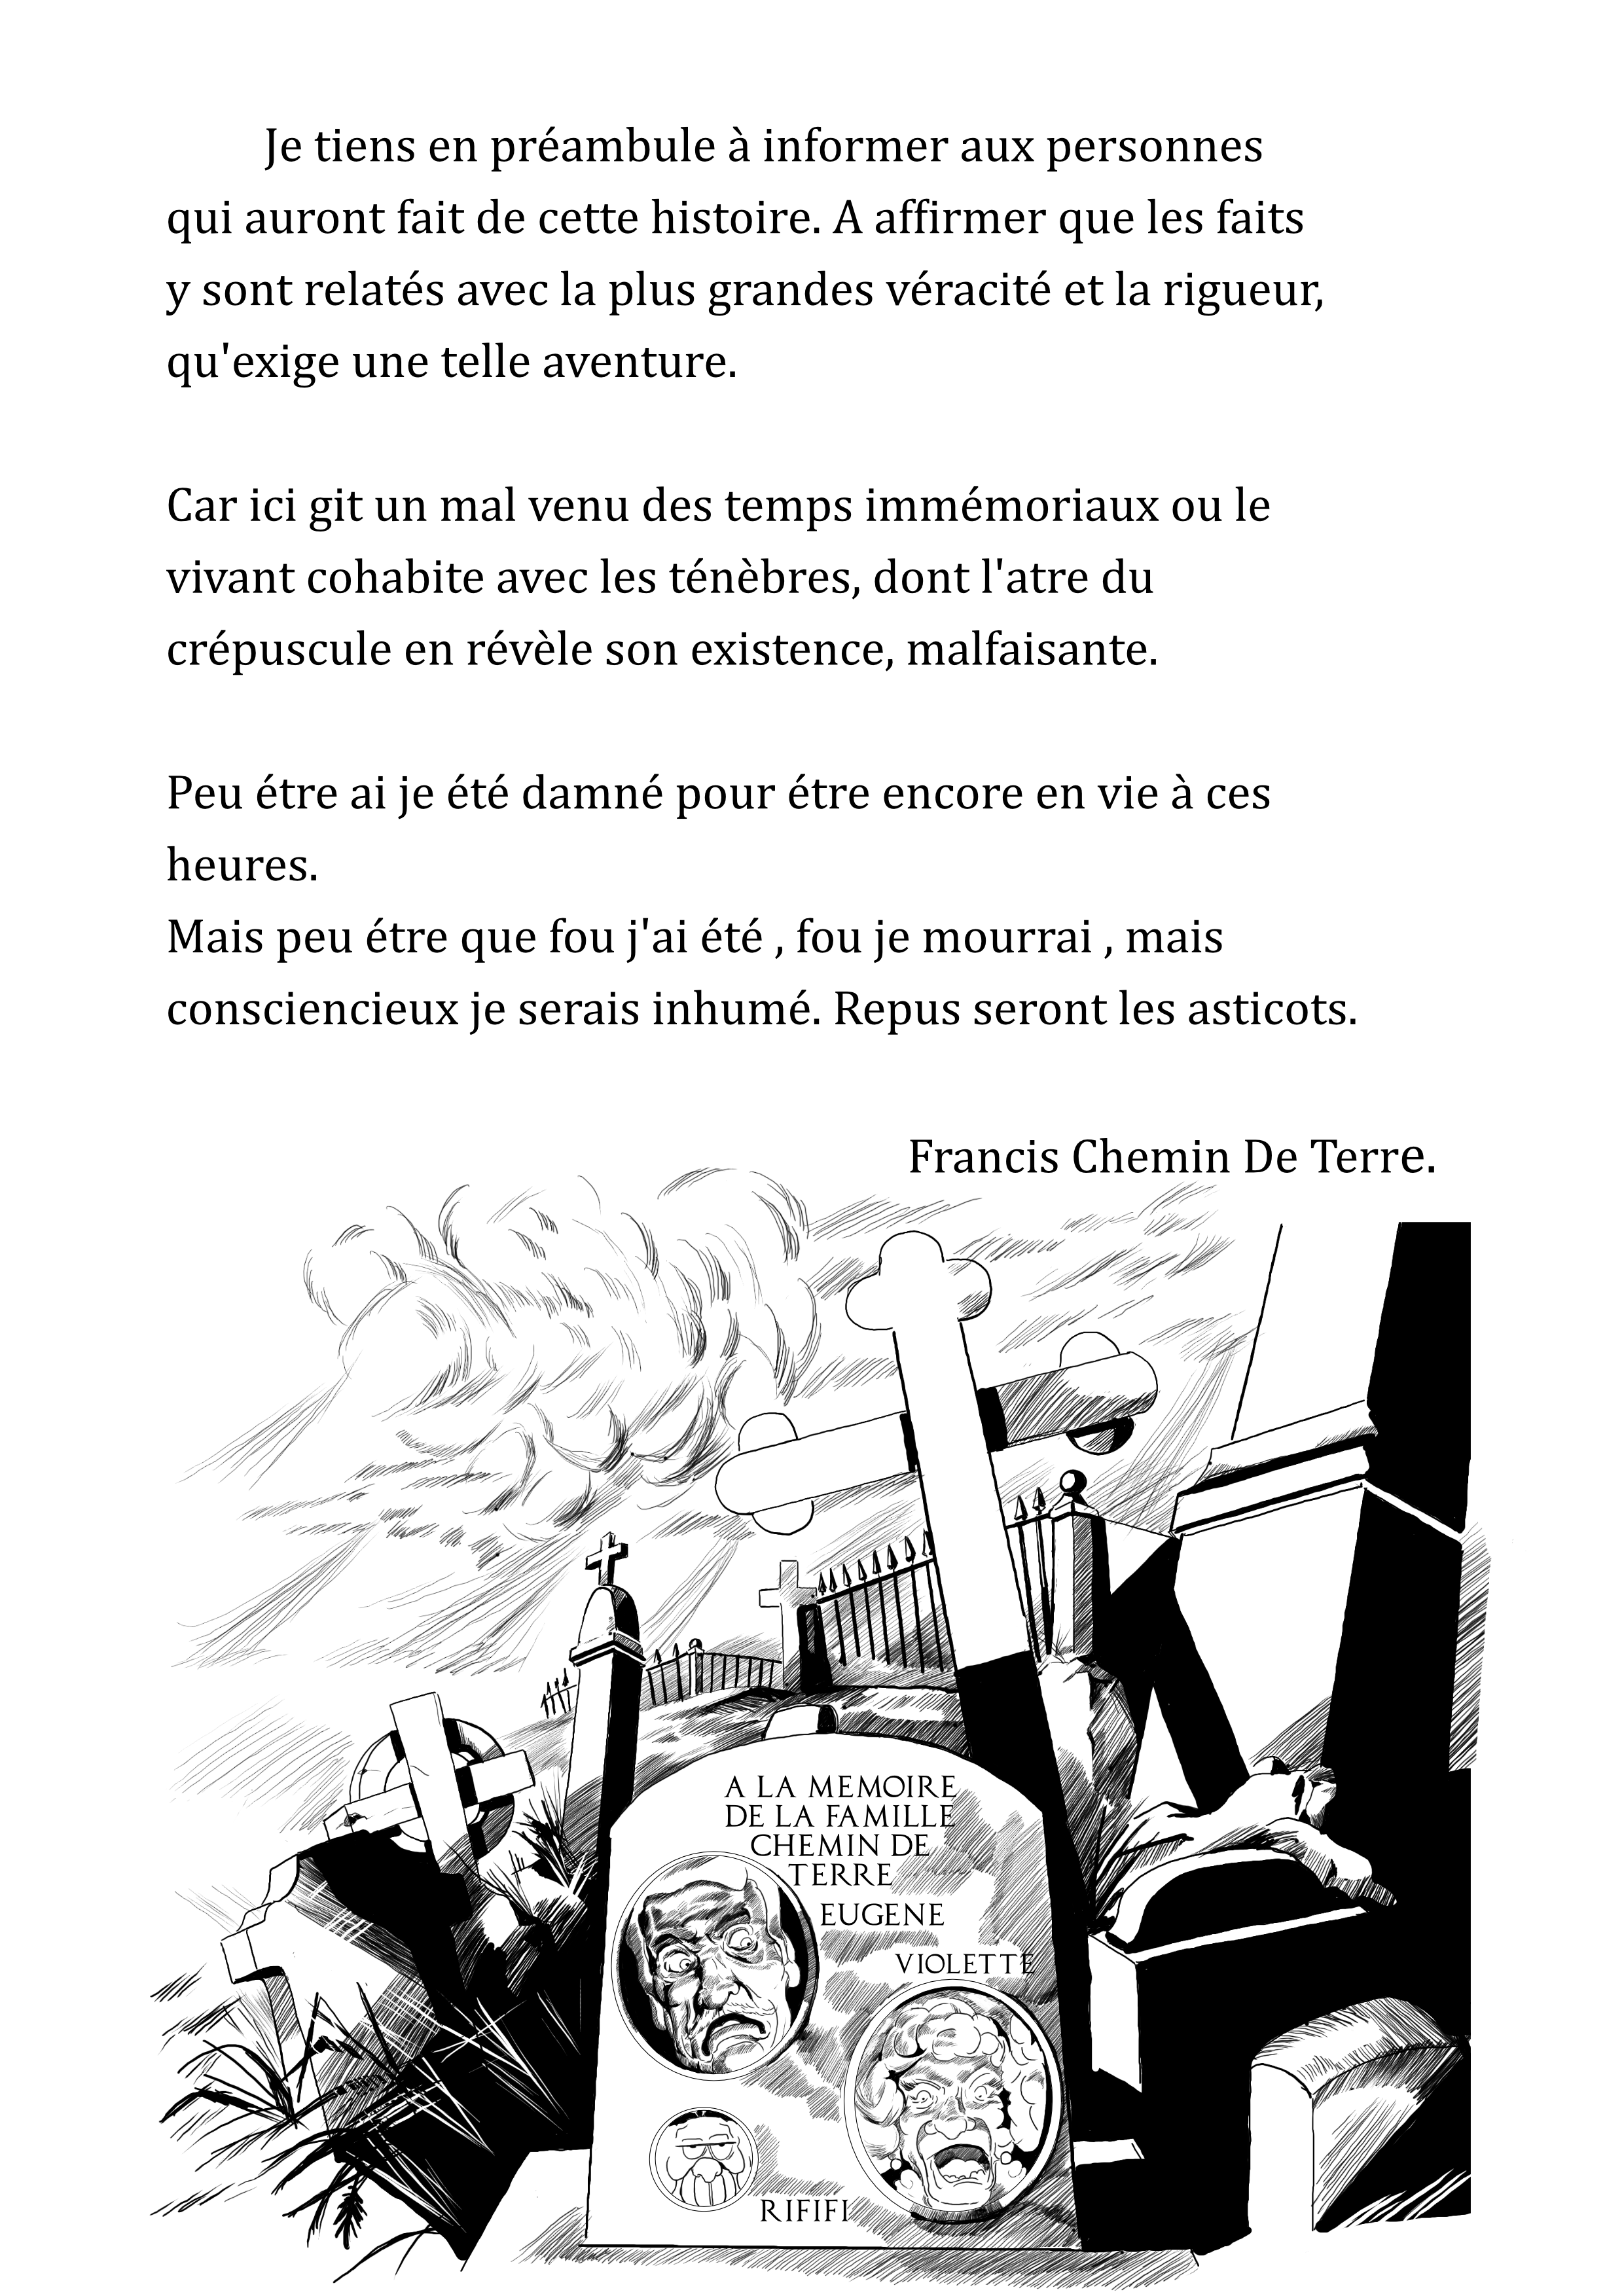 Je tiens en préambule à informer aux personnes
qui auront fait de cette histoire. A affirmer que les faits
y sont relatés avec la plus grandes véracité et la rigueur,
qu'exige une telle aventure.
Car ici git un mal venu des temps immémoriaux ou le
vivant cohabite avec les ténèbres, dont l'atre du
crépuscule en révèle son existence, malfaisante.
Peu étre ai je été damné pour étre encore en vie à ces
heures.
Mais peu étre que fou j'ai été , fou je mourrai , mais
consciencieux je serais inhumé. Repus seront les asticots.
Francis Chemin De Terre.
A LA MEMOIRE
DE LA FAMILLE
CHEMIN DE
TERRE
EUGENE
VIOLETTE
RIFIFI